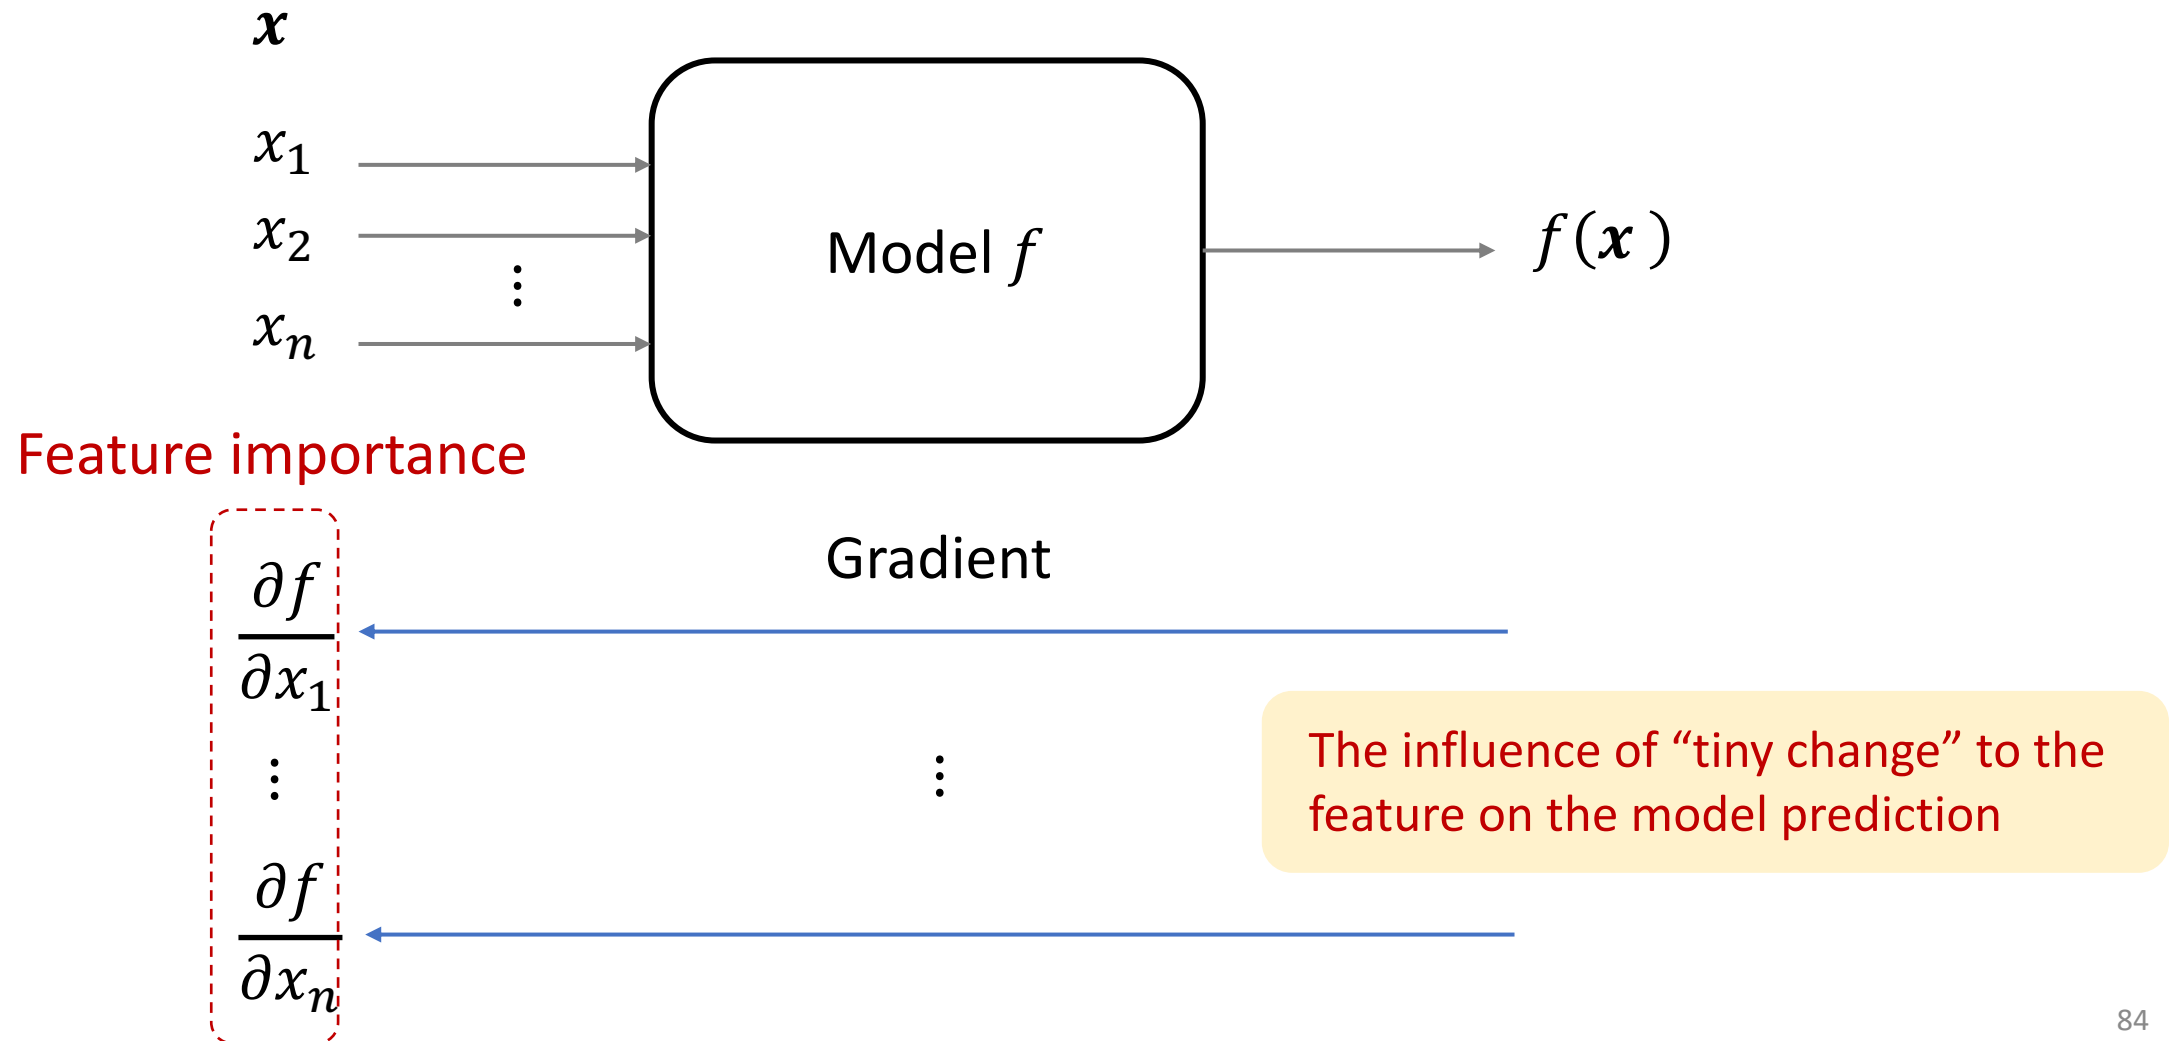 𝒙
𝑥₁
𝑥₂
⋮
𝑥ₙ
Model 𝑓
𝑓(𝒙 )
Feature importance
Gradient
∂𝑓
∂𝑥₁
⋮
⋮
∂𝑓
∂𝑥ₙ
The influence of “tiny change” to the
feature on the model prediction
84